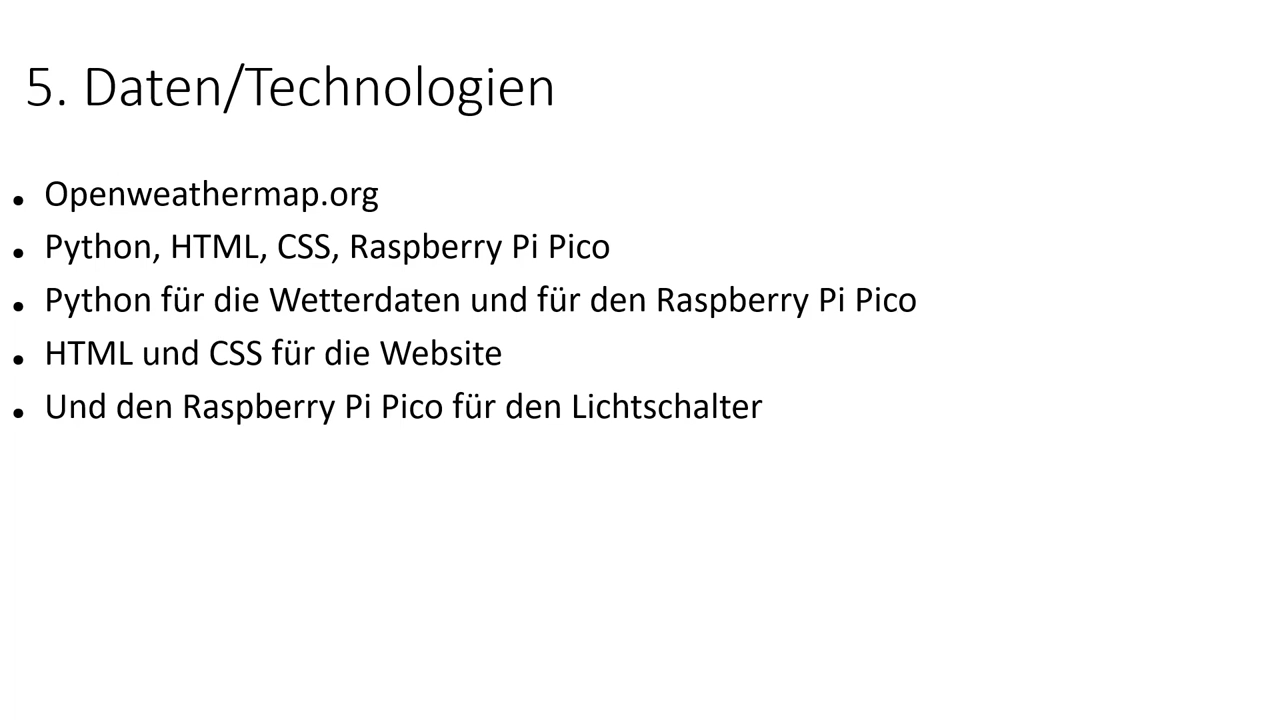 5. Daten/Technologien
• Openweathermap.org
• Python, HTML, CSS, Raspberry Pi Pico
• Python für die Wetterdaten und für den Raspberry Pi Pico
• HTML und CSS für die Website
• Und den Raspberry Pi Pico für den Lichtschalter